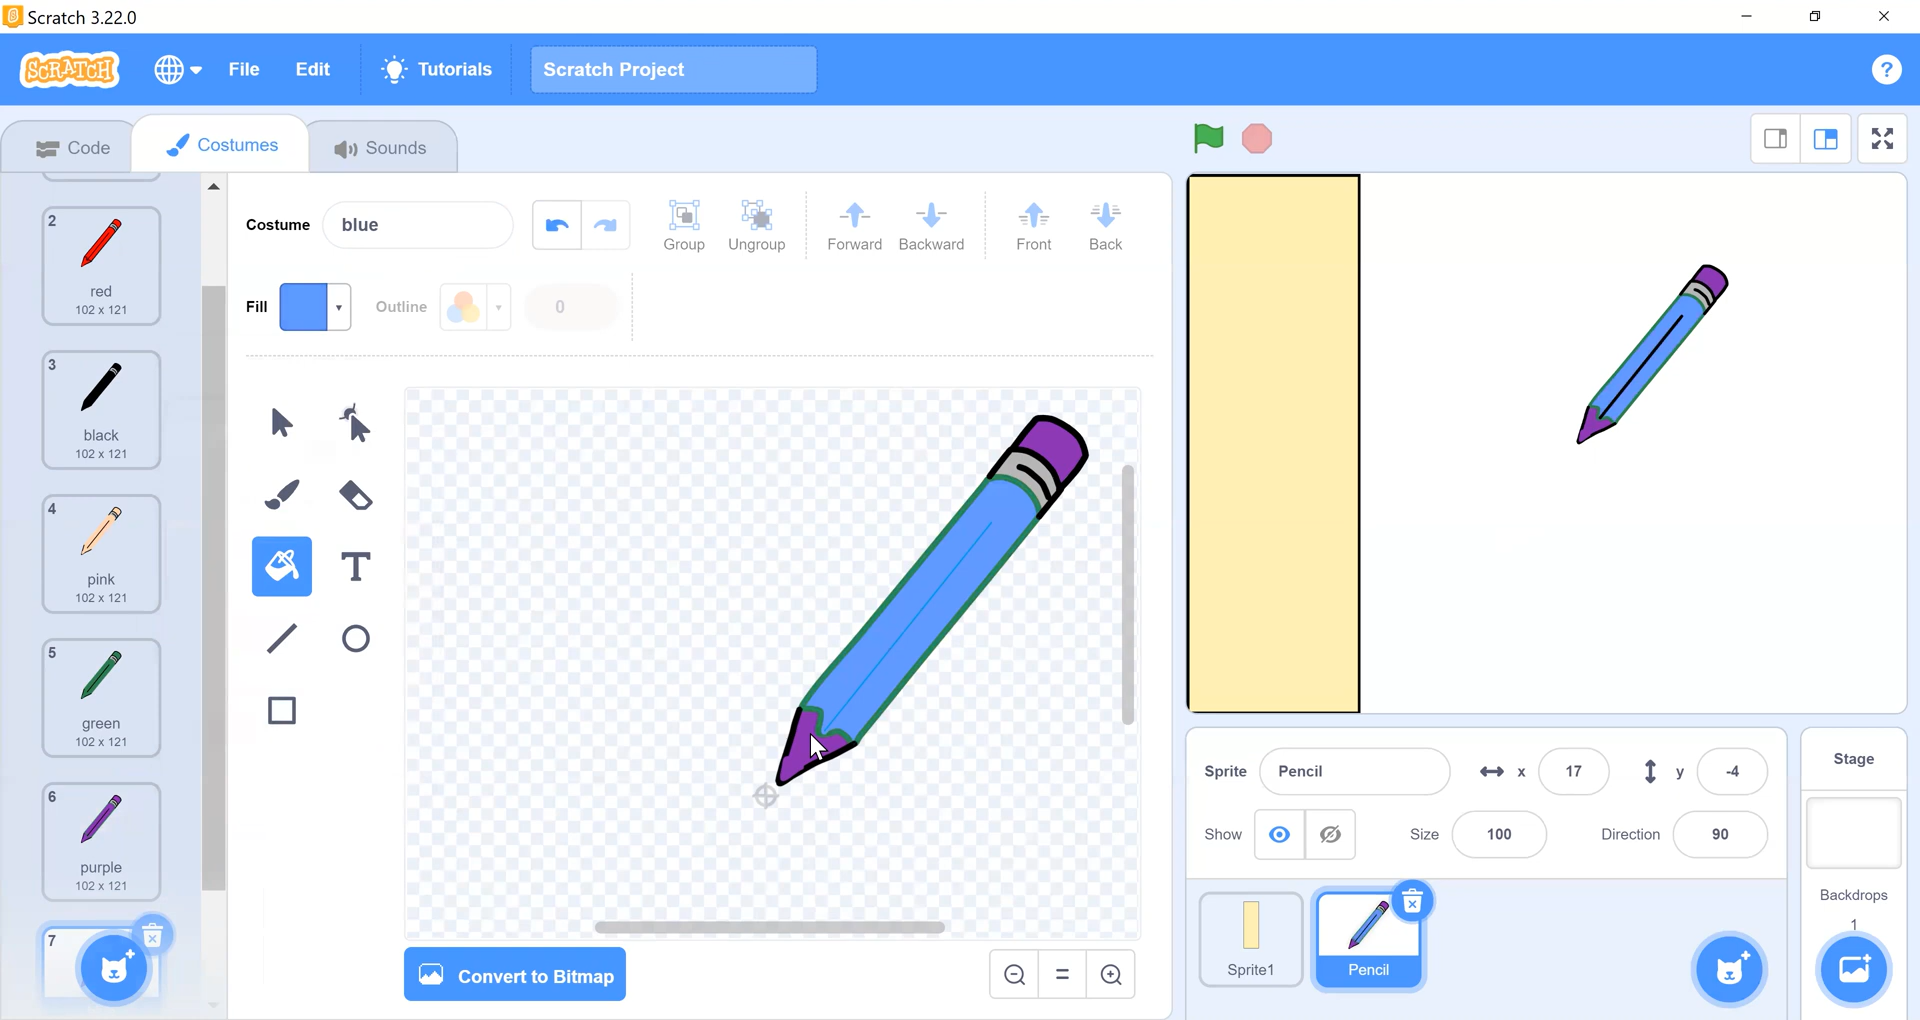 Scratch 3.22.0
SCRATCH File Edit Tutorials Scratch Project ?
Code Costumes Sounds
Costume blue
Group Ungroup Forward Backward Front Back
Fill Outline 0
2
red
102 x 121
3
black
102 x 121
4
pink
102 x 121
5
green
102 x 121
6
purple
102 x 121
7
T
Convert to Bitmap
Sprite Pencil x 17 y -4
Show Size 100 Direction 90
Sprite1
Pencil
Stage
Backdrops
1